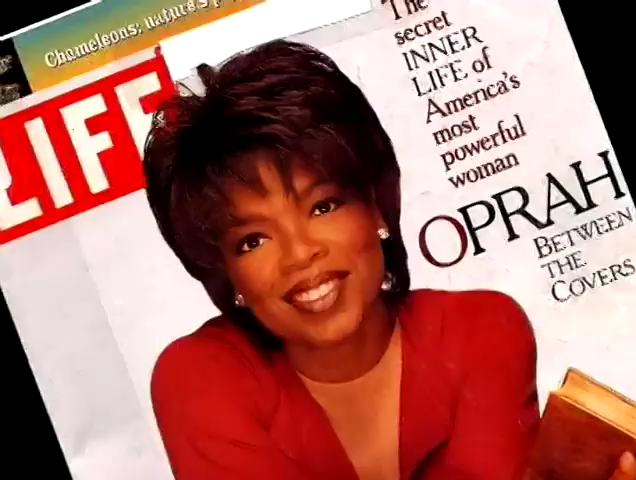 Chameleons: nature's
LIFE
The
secret
INNER
LIFE of
America's
most
powerful
woman
OPRAH
BETWEEN
THE
COVERS